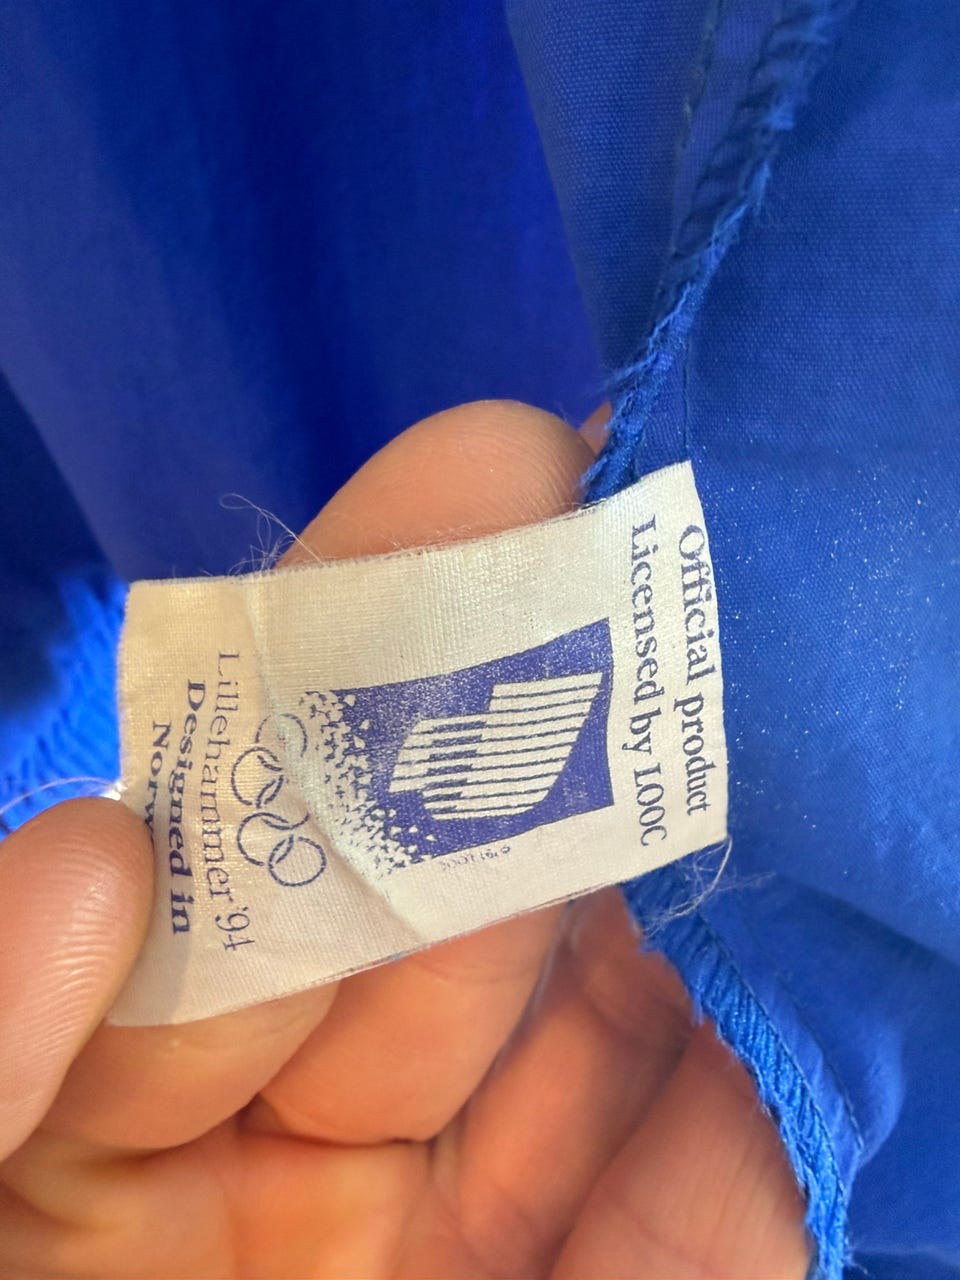 Official product
Licensed by LOOC
Lillehammer '94
Designed in